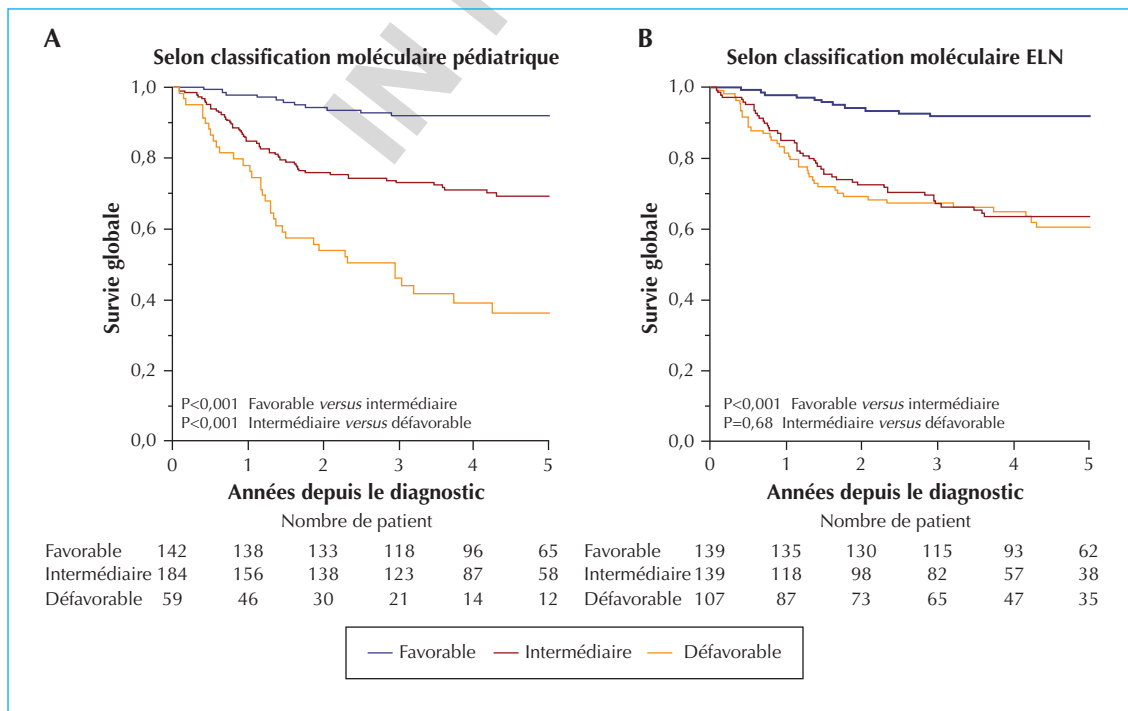 A
Selon classification moléculaire pédiatrique
1,0
0,8
0,6
0,4
0,2
0,0
Survie globale
P<0,001 Favorable versus intermédiaire
P<0,001 Intermédiaire versus défavorable
0 1 2 3 4 5
Années depuis le diagnostic
Nombre de patient
Favorable 142 138 133 118 96 65
Intermédiaire 184 156 138 123 87 58
Défavorable 59 46 30 21 14 12
B
Selon classification moléculaire ELN
1,0
0,8
0,6
0,4
0,2
0,0
Survie globale
P<0,001 Favorable versus intermédiaire
P=0,68 Intermédiaire versus défavorable
0 1 2 3 4 5
Années depuis le diagnostic
Nombre de patient
Favorable 139 135 130 115 93 62
Intermédiaire 139 118 98 82 57 38
Défavorable 107 87 73 65 47 35
Favorable Intermédiaire Défavorable